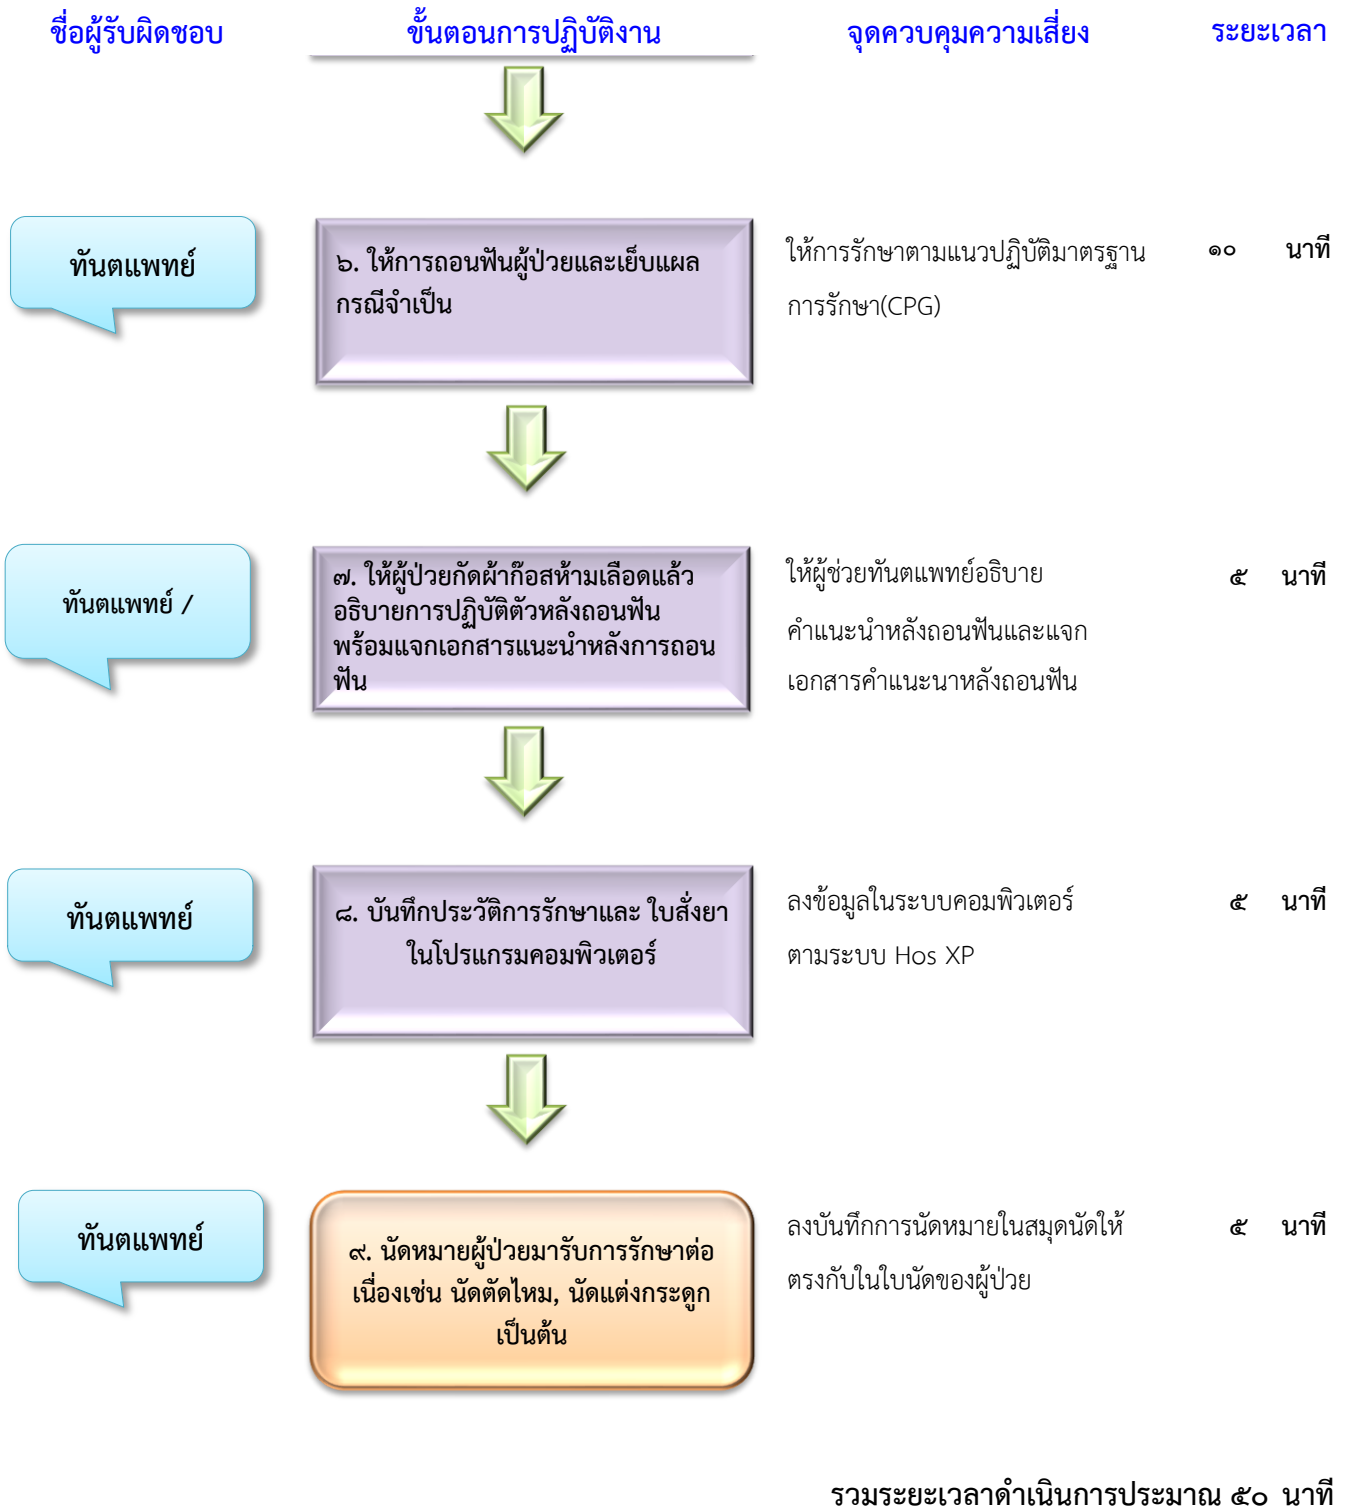 ชื่อผู้รับผิดชอบ ขั้นตอนการปฏิบัติงาน จุดควบคุมความเสี่ยง ระยะเวลา
ทันตแพทย์
๖. ให้การถอนฟันผู้ป่วยและเย็บแผล
กรณีจำเป็น
ให้การรักษาตามแนวปฏิบัติมาตรฐาน
การรักษา(CPG)
๑๐ นาที
ทันตแพทย์ /
๗. ให้ผู้ป่วยกัดผ้าก๊อสห้ามเลือดแล้ว
อธิบายการปฏิบัติตัวหลังถอนฟัน
พร้อมแจกเอกสารแนะนำหลังการถอน
ฟัน
ให้ผู้ช่วยทันตแพทย์อธิบาย
คำแนะนำหลังถอนฟันและแจก
เอกสารคำแนะนาหลังถอนฟัน
๕ นาที
ทันตแพทย์
๘. บันทึกประวัติการรักษาและ ใบสั่งยา
ในโปรแกรมคอมพิวเตอร์
ลงข้อมูลในระบบคอมพิวเตอร์
ตามระบบ Hos XP
๕ นาที
ทันตแพทย์
๙. นัดหมายผู้ป่วยมารับการรักษาต่อ
เนื่องเช่น นัดตัดไหม, นัดแต่งกระดูก
เป็นต้น
ลงบันทึกการนัดหมายในสมุดนัดให้
ตรงกับในใบนัดของผู้ป่วย
๕ นาที
รวมระยะเวลาดำเนินการประมาณ ๕๐ นาที